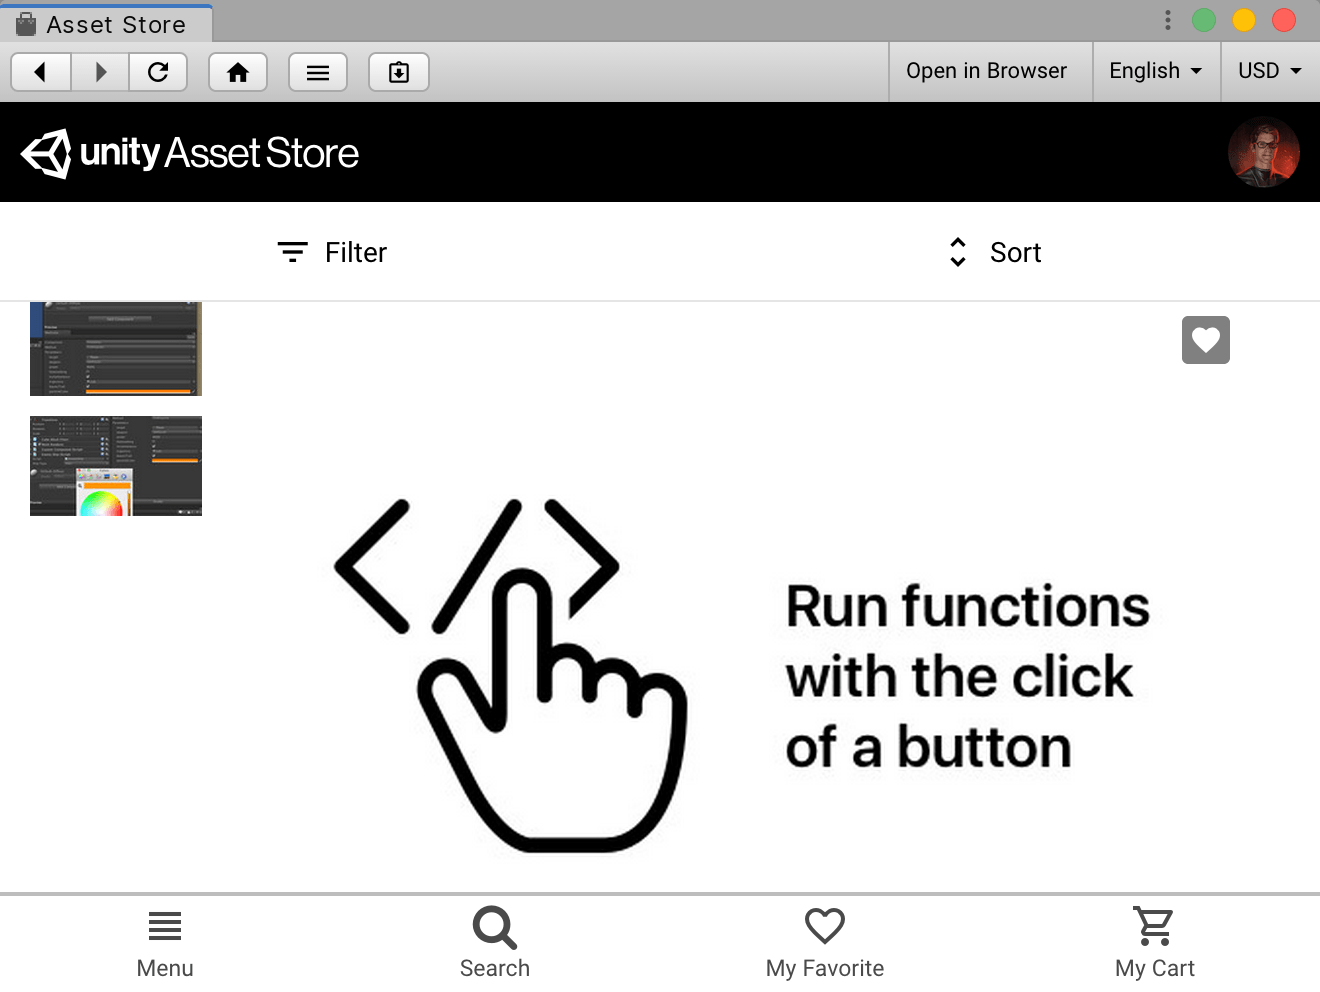 Asset Store
Open in Browser
English
USD
unity Asset Store
Filter
Sort
Run functions
with the click
of a button
Menu
Search
My Favorite
My Cart